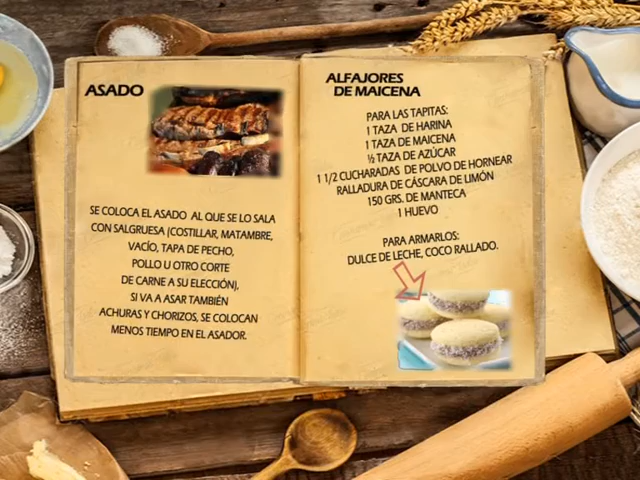 ASADO
SE COLOCA EL ASADO AL QUE SE LO SALA
CON SALGRUESA (COSTILLAR, MATAMBRE,
VACÍO, TAPA DE PECHO,
POLLO U OTRO CORTE
DE CARNE A SU ELECCIÓN),
SI VA A ASAR TAMBIÉN
ACHURAS Y CHORIZOS, SE COLOCAN
MENOS TIEMPO EN EL ASADOR.
ALFAJORES
DE MAICENA
PARA LAS TAPITAS:
1 TAZA DE HARINA
1 TAZA DE MAICENA
½ TAZA DE AZÚCAR
1 1/2 CUCHARADAS DE POLVO DE HORNEAR
RALLADURA DE CÁSCARA DE LIMÓN
150 GRS. DE MANTECA
1 HUEVO
PARA ARMARLOS:
DULCE DE LECHE, COCO RALLADO.